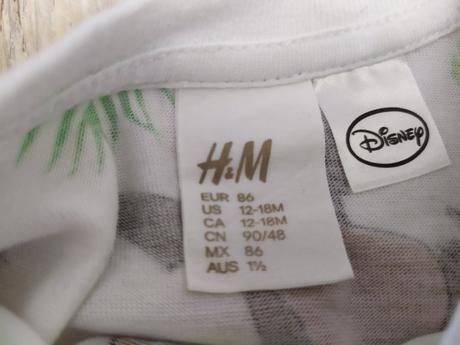 H&M
EUR 86
US 12-18M
CA 12-18M
CN 90/48
MX 86
AUS 1½
Disney